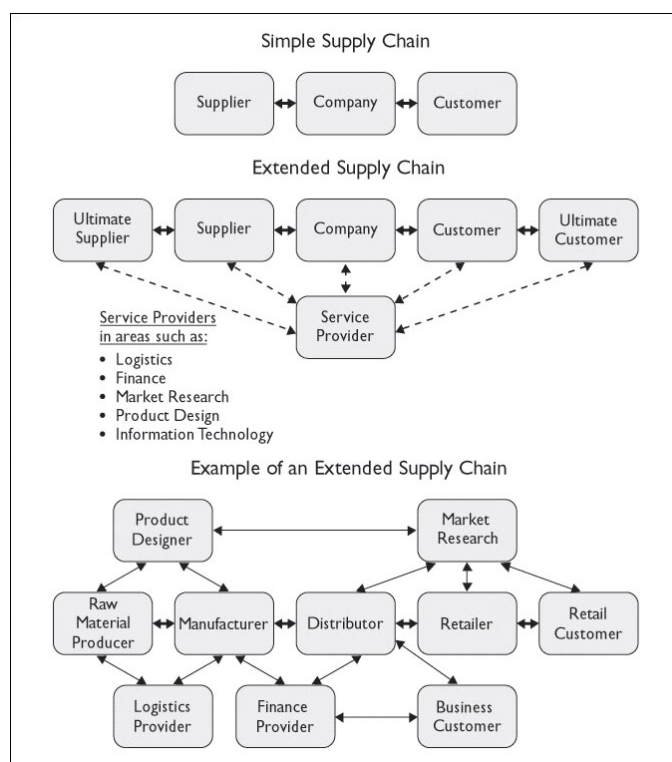 Simple Supply Chain
Supplier
Company
Customer
Extended Supply Chain
Ultimate
Supplier
Supplier
Company
Customer
Ultimate
Customer
Service
Provider
Service Providers
in areas such as:
• Logistics
• Finance
• Market Research
• Product Design
• Information Technology
Example of an Extended Supply Chain
Product
Designer
Market
Research
Raw
Material
Producer
Manufacturer
Distributor
Retailer
Retail
Customer
Logistics
Provider
Finance
Provider
Business
Customer